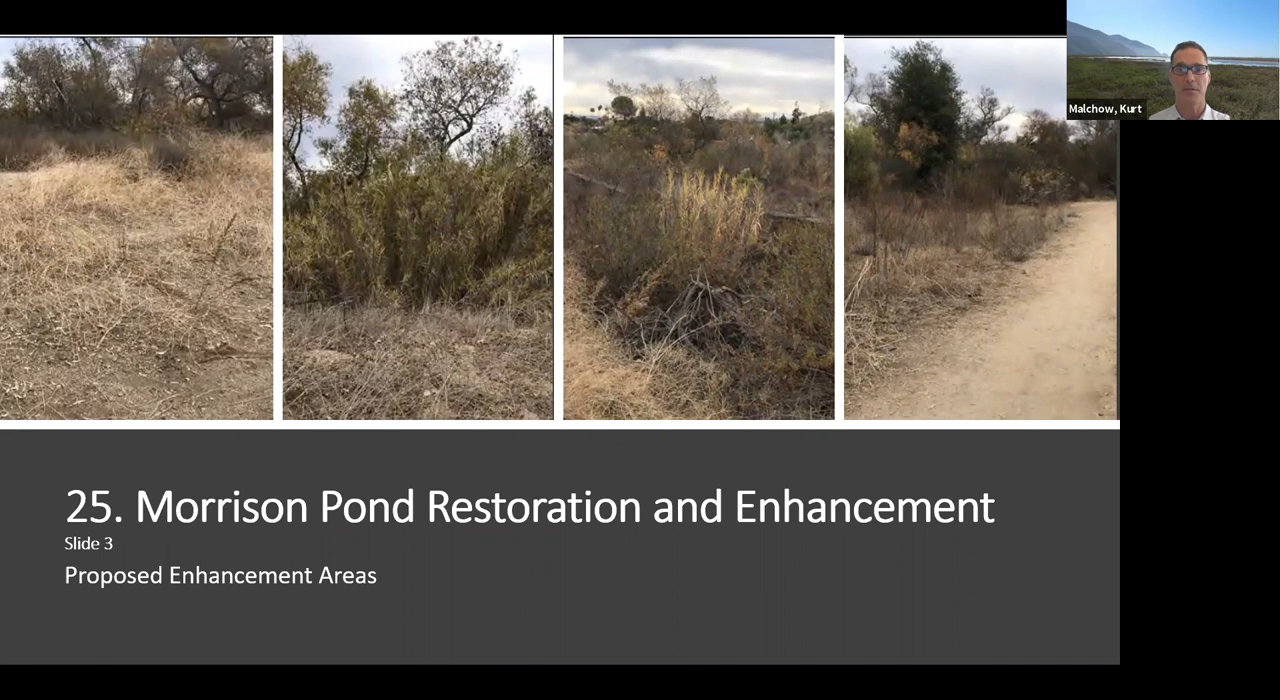 Malchow, Kurt
25. Morrison Pond Restoration and Enhancement
Slide 3
Proposed Enhancement Areas